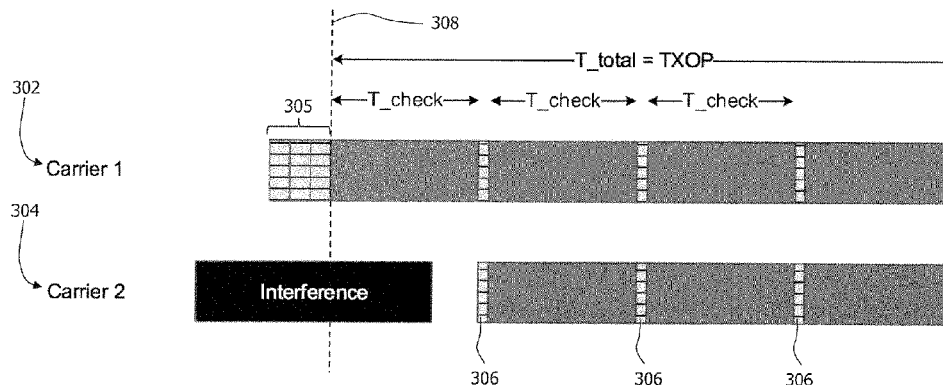 308
T_total = TXOP
302
305
T_check
T_check
T_check
Carrier 1
304
Carrier 2
Interference
306
306
306